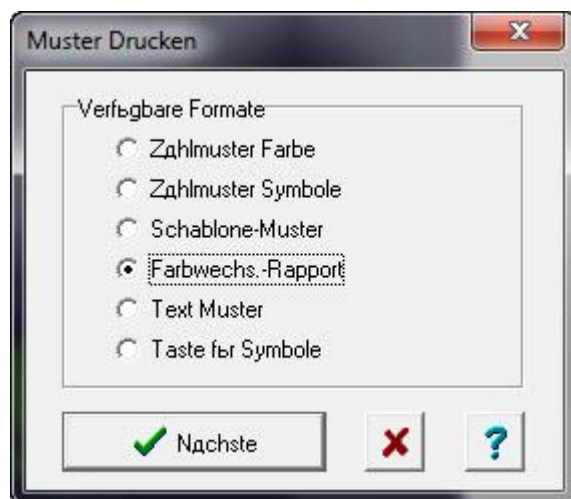 Muster Drucken
Verfьgbare Formate
Zдhlmuster Farbe
Zдhlmuster Symbole
Schablone-Muster
Farbwechs.-Rapport
Text Muster
Taste fьr Symbole
Nдchste